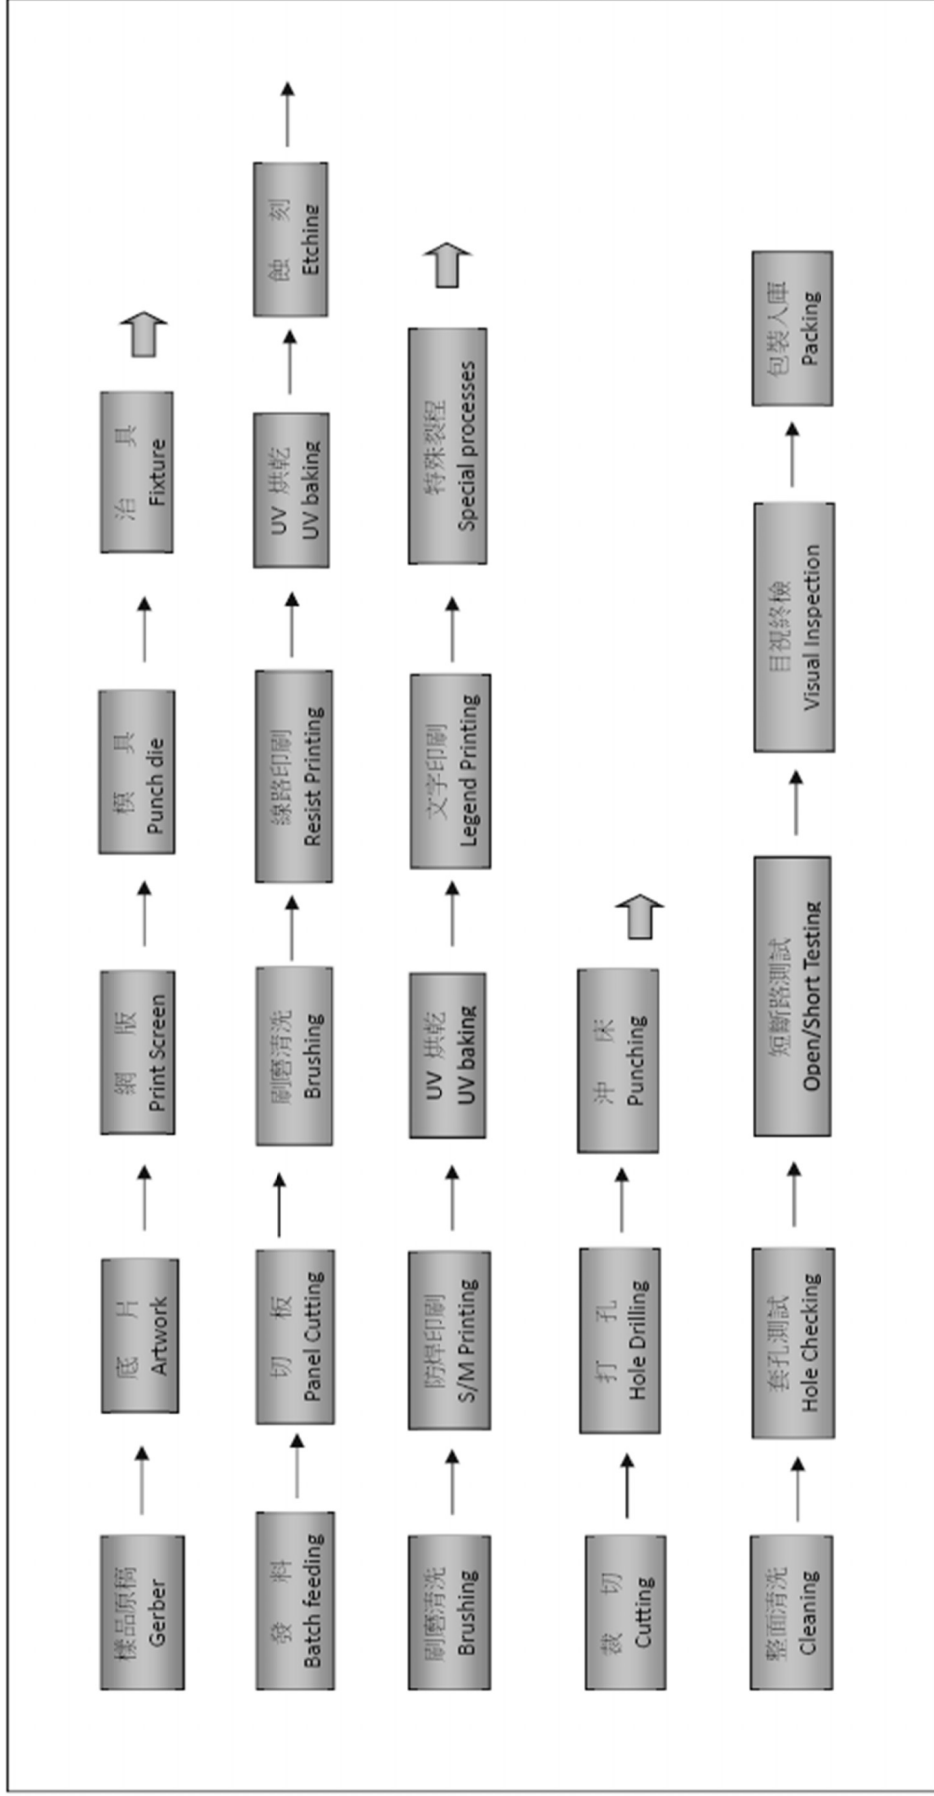 樣品原稿
Gerber
底 片
Artwork
網 版
Print Screen
模 具
Punch die
治 具
Fixture
發 料
Batch feeding
切 板
Panel Cutting
刷磨清洗
Brushing
線路印刷
Resist Printing
UV 烘乾
UV baking
蝕 刻
Etching
刷磨清洗
Brushing
防焊印刷
S/M Printing
UV 烘乾
UV baking
文字印刷
Legend Printing
特殊裂程
Special processes
裁 切
Cutting
打 孔
Hole Drilling
沖 床
Punching
整面清洗
Cleaning
套孔測試
Hole Checking
短斷路測試
Open/Short Testing
目視終檢
Visual Inspection
包裝入庫
Packing